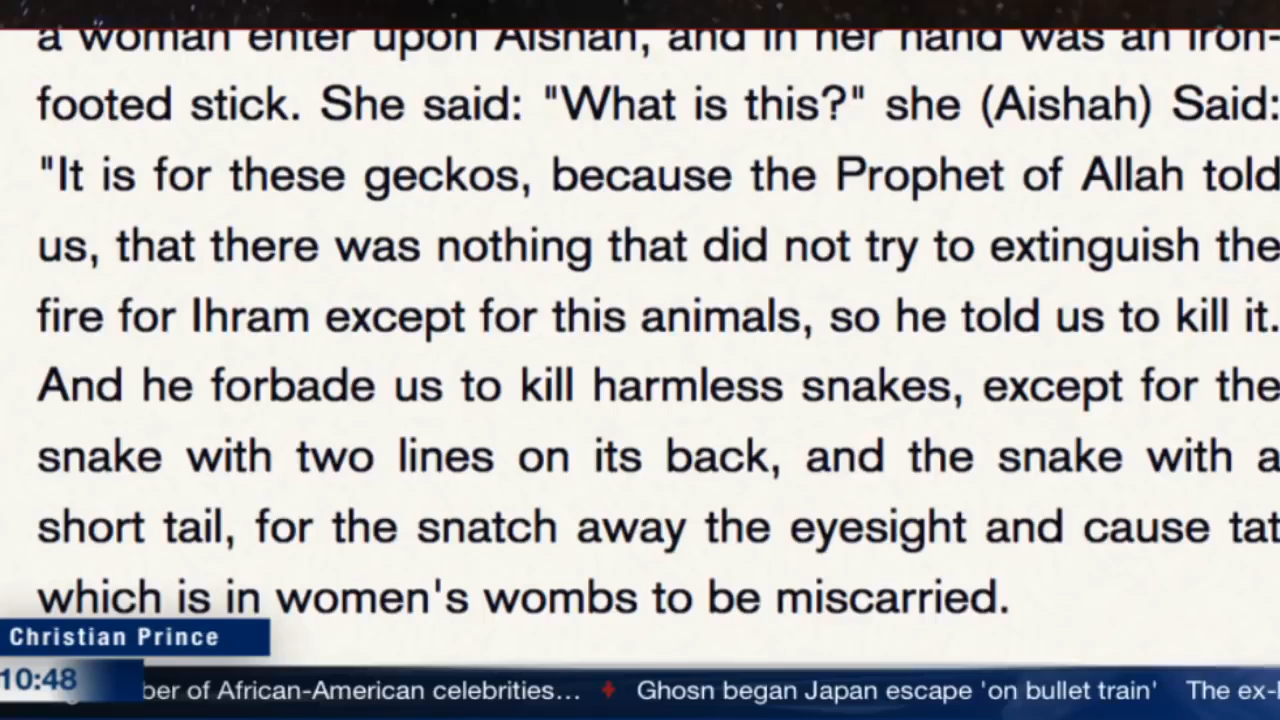 a woman enter upon Aishah, and in her hand was an iron-
footed stick. She said: "What is this?" she (Aishah) Said:
"It is for these geckos, because the Prophet of Allah told
us, that there was nothing that did not try to extinguish the
fire for Ihram except for this animals, so he told us to kill it.
And he forbade us to kill harmless snakes, except for the
snake with two lines on its back, and the snake with a
short tail, for the snatch away the eyesight and cause tat
which is in women's wombs to be miscarried.
Christian Prince
10:48
ber of African-American celebrities... ♦ Ghosn began Japan escape 'on bullet train' The ex-